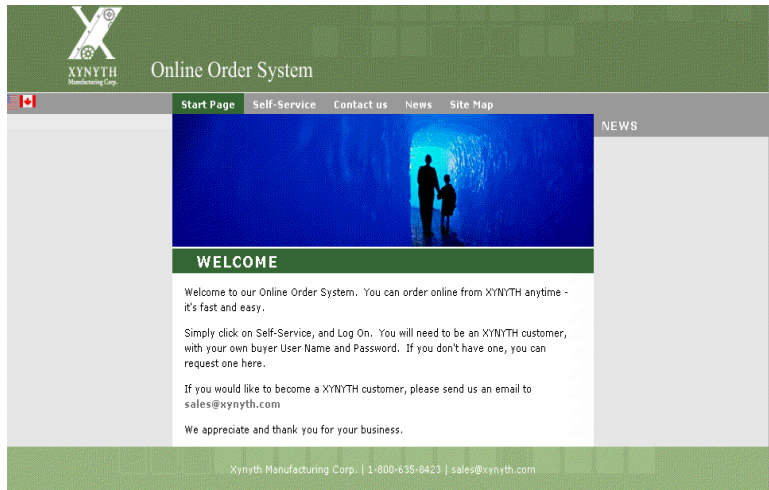 XYNYTH
Manufacturing Corp.
Online Order System
Start Page Self-Service Contact us News Site Map
NEWS
WELCOME
Welcome to our Online Order System. You can order online from XYNYTH anytime -
it's fast and easy.
Simply click on Self-Service, and Log On. You will need to be an XYNYTH customer,
with your own buyer User Name and Password. If you don't have one, you can
request one here.
If you would like to become a XYNYTH customer, please send us an email to
sales@xynyth.com
We appreciate and thank you for your business.
Xynyth Manufacturing Corp. | 1-800-635-8423 | sales@xynyth.com